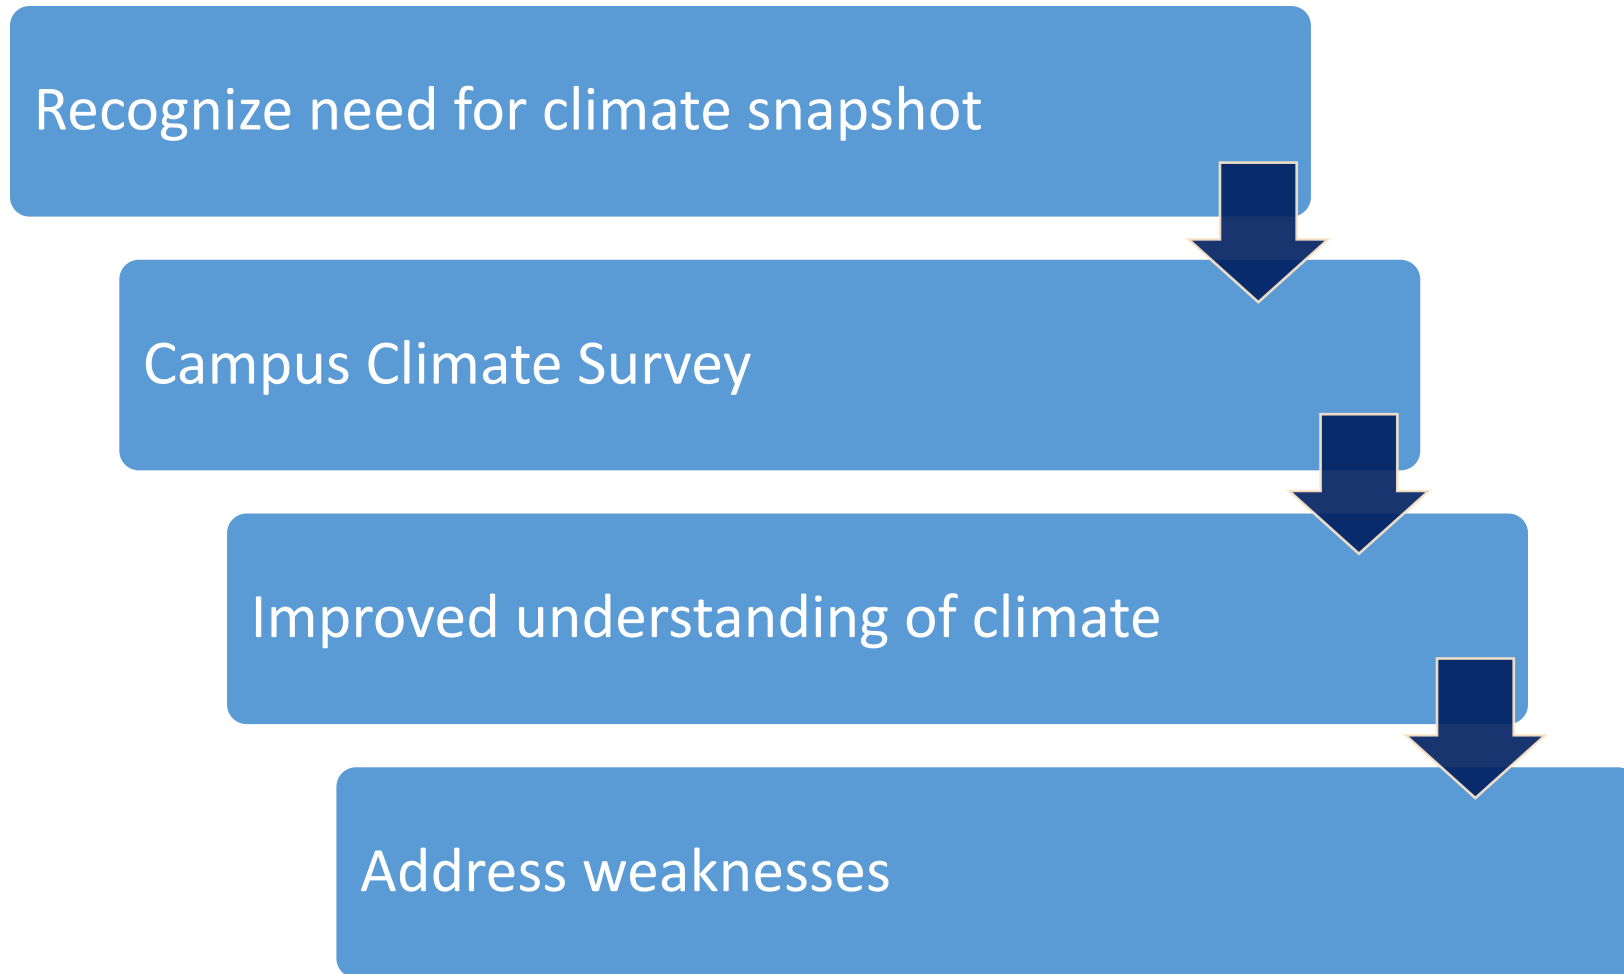 Recognize need for climate snapshot
Campus Climate Survey
Improved understanding of climate
Address weaknesses